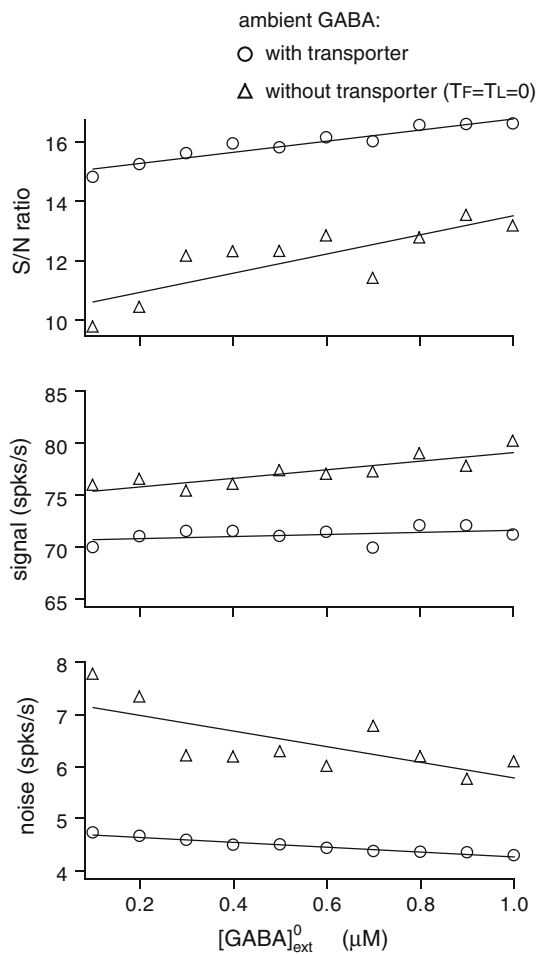 ambient GABA:
with transporter
without transporter (TF=TL=0)
16
14
12
10
S/N ratio
85
80
75
70
65
signal (spks/s)
8
7
6
5
4
noise (spks/s)
0.2 0.4 0.6 0.8 1.0
[GABA]⁰ext (μM)